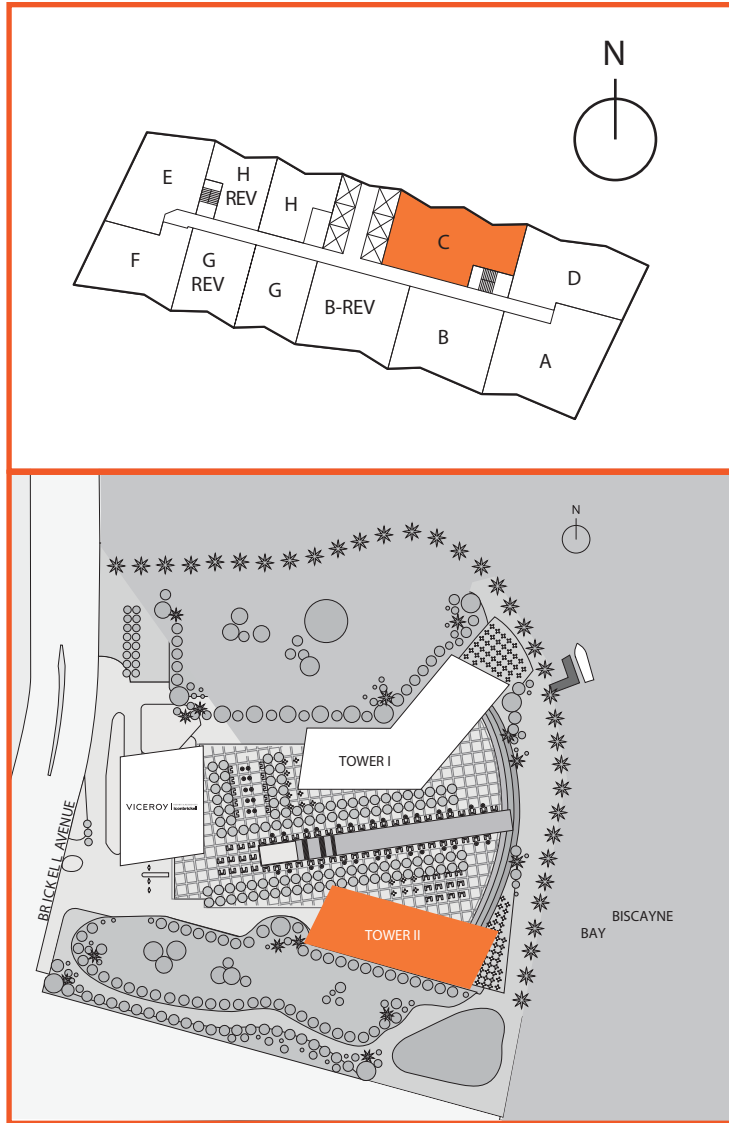 N
E
H
REV
H
C
D
F
G
REV
G
B-REV
B
A
N
TOWER I
VICEROY
BRICKELL AVENUE
TOWER II
BISCAYNE
BAY